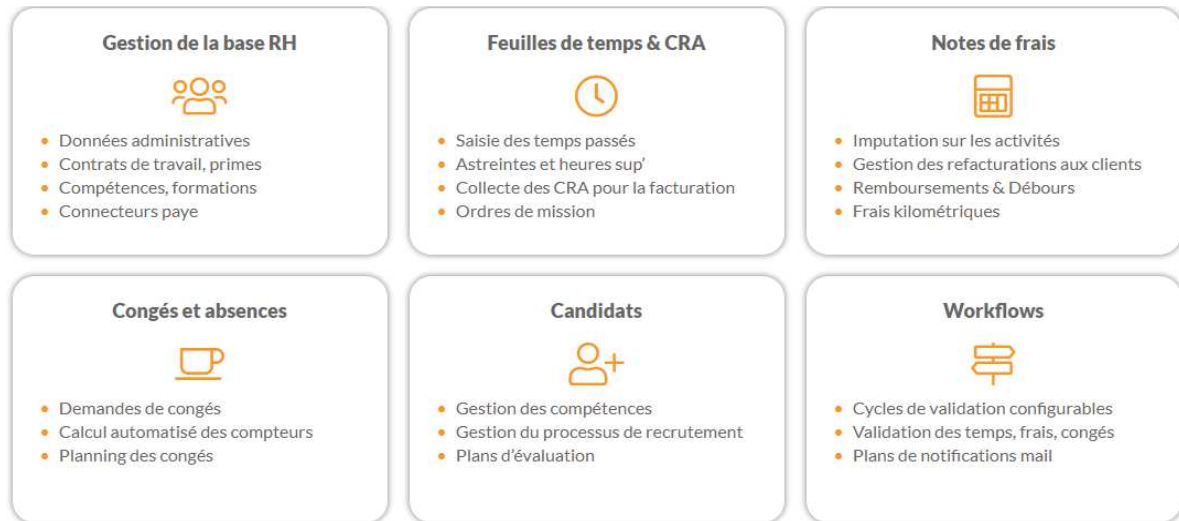 Gestion de la base RH
• Données administratives
• Contrats de travail, primes
• Compétences, formations
• Connecteurs paye
Feuilles de temps & CRA
• Saisie des temps passés
• Astreintes et heures sup’
• Collecte des CRA pour la facturation
• Ordres de mission
Notes de frais
• Imputation sur les activités
• Gestion des refacturations aux clients
• Remboursements & Débours
• Frais kilométriques
Congés et absences
• Demandes de congés
• Calcul automatisé des compteurs
• Planning des congés
Candidats
• Gestion des compétences
• Gestion du processus de recrutement
• Plans d’évaluation
Workflows
• Cycles de validation configurables
• Validation des temps, frais, congés
• Plans de notifications mail